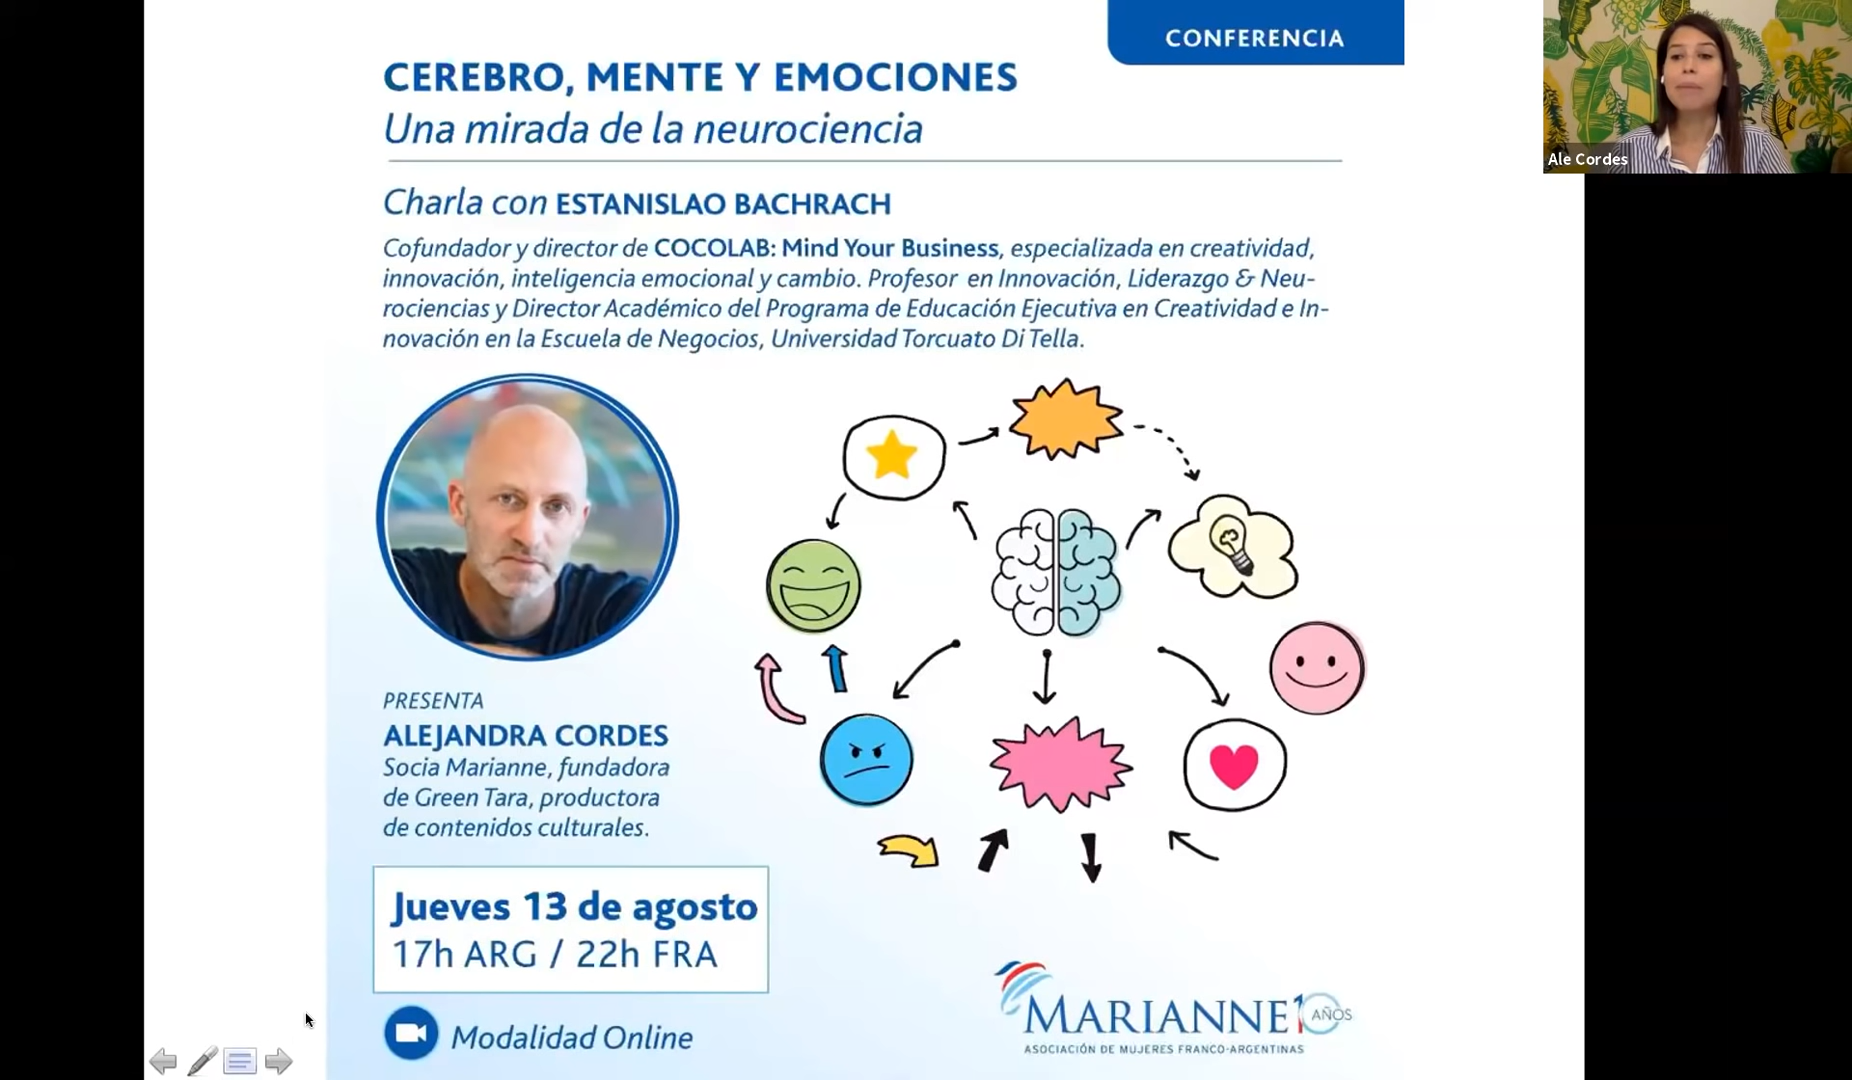 CONFERENCIA
CEREBRO, MENTE Y EMOCIONES
Una mirada de la neurociencia
Charla con ESTANISLAO BACHRACH
Cofundador y director de COCOLAB: Mind Your Business, especializada en creatividad,
innovación, inteligencia emocional y cambio. Profesor en Innovación, Liderazgo & Neu-
rociencias y Director Académico del Programa de Educación Ejecutiva en Creatividad e In-
novación en la Escuela de Negocios, Universidad Torcuato Di Tella.
PRESENTA
ALEJANDRA CORDES
Socia Marianne, fundadora
de Green Tara, productora
de contenidos culturales.
Jueves 13 de agosto
17h ARG / 22h FRA
Modalidad Online
MARIANNE 10 AÑOS
ASOCIACIÓN DE MUJERES FRANCO-ARGENTINAS
Ale Cordes